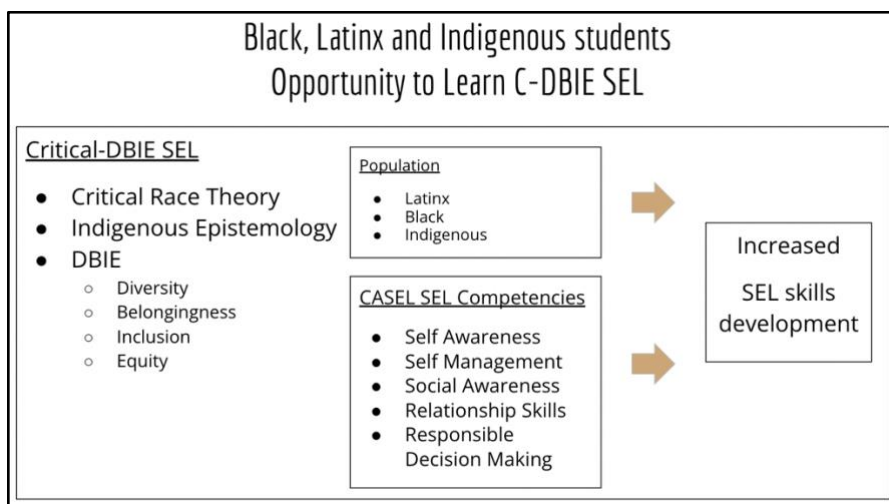 Black, Latinx and Indigenous students
Opportunity to Learn C-DBIE SEL
Critical-DBIE SEL
● Critical Race Theory
● Indigenous Epistemology
● DBIE
○ Diversity
○ Belongingness
○ Inclusion
○ Equity
Population
● Latinx
● Black
● Indigenous
CASEL SEL Competencies
● Self Awareness
● Self Management
● Social Awareness
● Relationship Skills
● Responsible
Decision Making
Increased
SEL skills
development